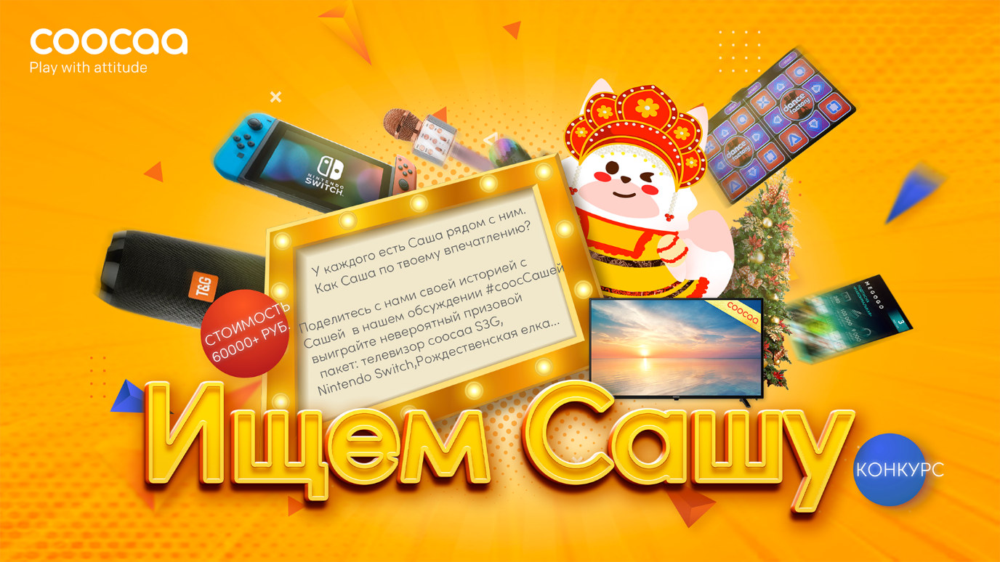 coocaa
Play with attitude
NINTENDO
SWITCH
dance
factory
dance
factory
T&G
СТОИМОСТЬ
60000+ РУБ.
У каждого есть Саша рядом с ним.
Как Саша по твоему впечатлению?
Поделитесь с нами своей историей с
Сашей в нашем обсуждении #coocСашей
выиграйте невероятный призовой
пакет: телевизор coocaa S3G,
Nintendo Switch,Рождественская елка...
coocaa
MEGOGO
Ищем Сашу
КОНКУРС